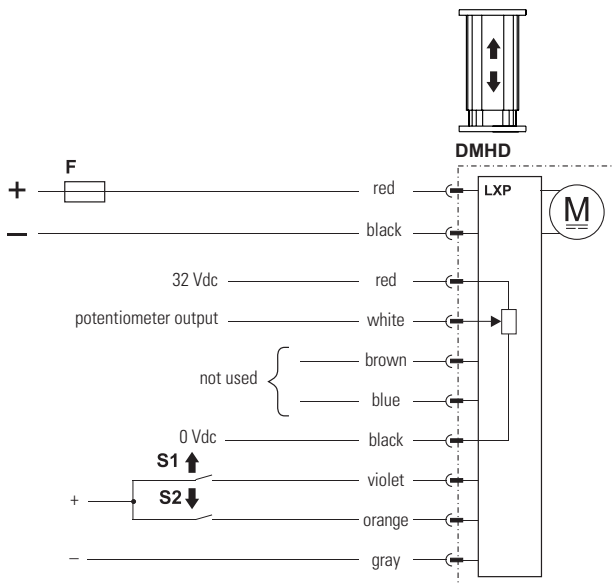 DMHD
F
+ red LXP M
− black
32 Vdc red
potentiometer output white
brown
not used
blue
0 Vdc black
S1
violet
+ S2
orange
− gray